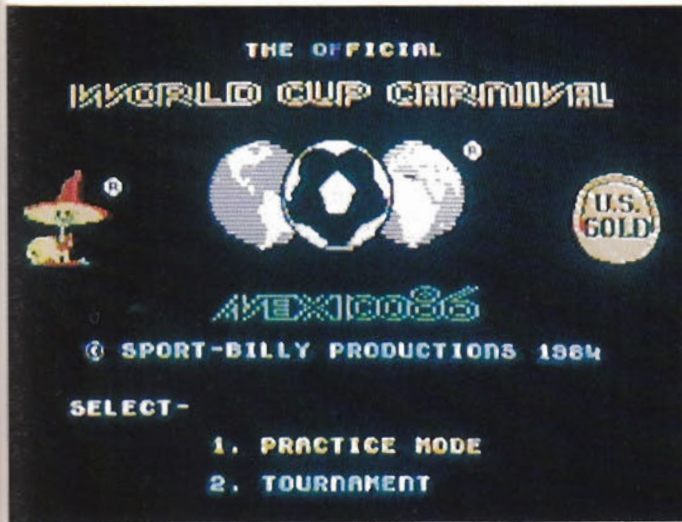 THE OFFICIAL
WORLD CUP CARNIVAL
®
®
U.S.
GOLD
MEXICO86
© SPORT-BILLY PRODUCTIONS 1984
SELECT-
1. PRACTICE MODE
2. TOURNAMENT